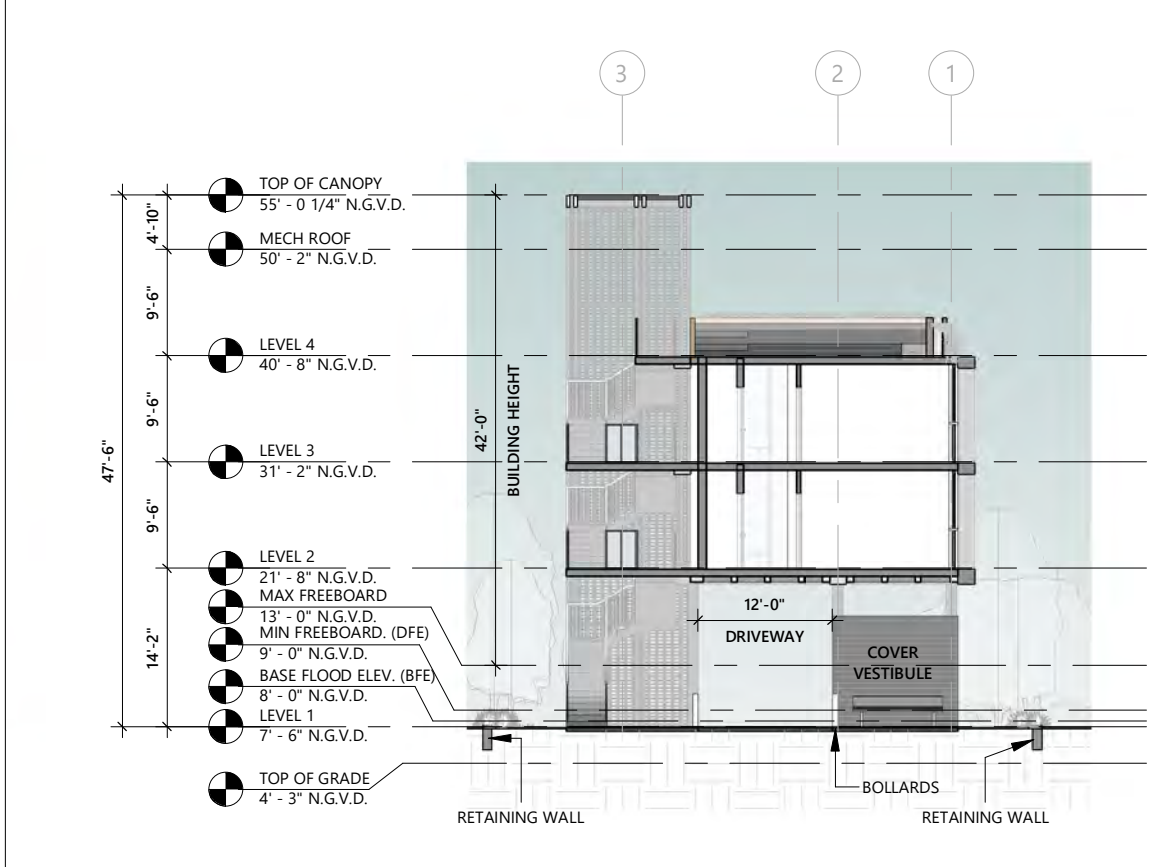 3
2
1
TOP OF CANOPY
55' - 0 1/4" N.G.V.D.
MECH ROOF
50' - 2" N.G.V.D.
LEVEL 4
40' - 8" N.G.V.D.
LEVEL 3
31' - 2" N.G.V.D.
LEVEL 2
21' - 8" N.G.V.D.
MAX FREEBOARD
13' - 0" N.G.V.D.
MIN FREEBOARD. (DFE)
9' - 0" N.G.V.D.
BASE FLOOD ELEV. (BFE)
8' - 0" N.G.V.D.
LEVEL 1
7' - 6" N.G.V.D.
TOP OF GRADE
4' - 3" N.G.V.D.
47'-6"
4'-10"
9'-6"
9'-6"
9'-6"
14'-2"
42'-0"
BUILDING HEIGHT
12'-0"
DRIVEWAY
COVER
VESTIBULE
BOLLARDS
RETAINING WALL
RETAINING WALL